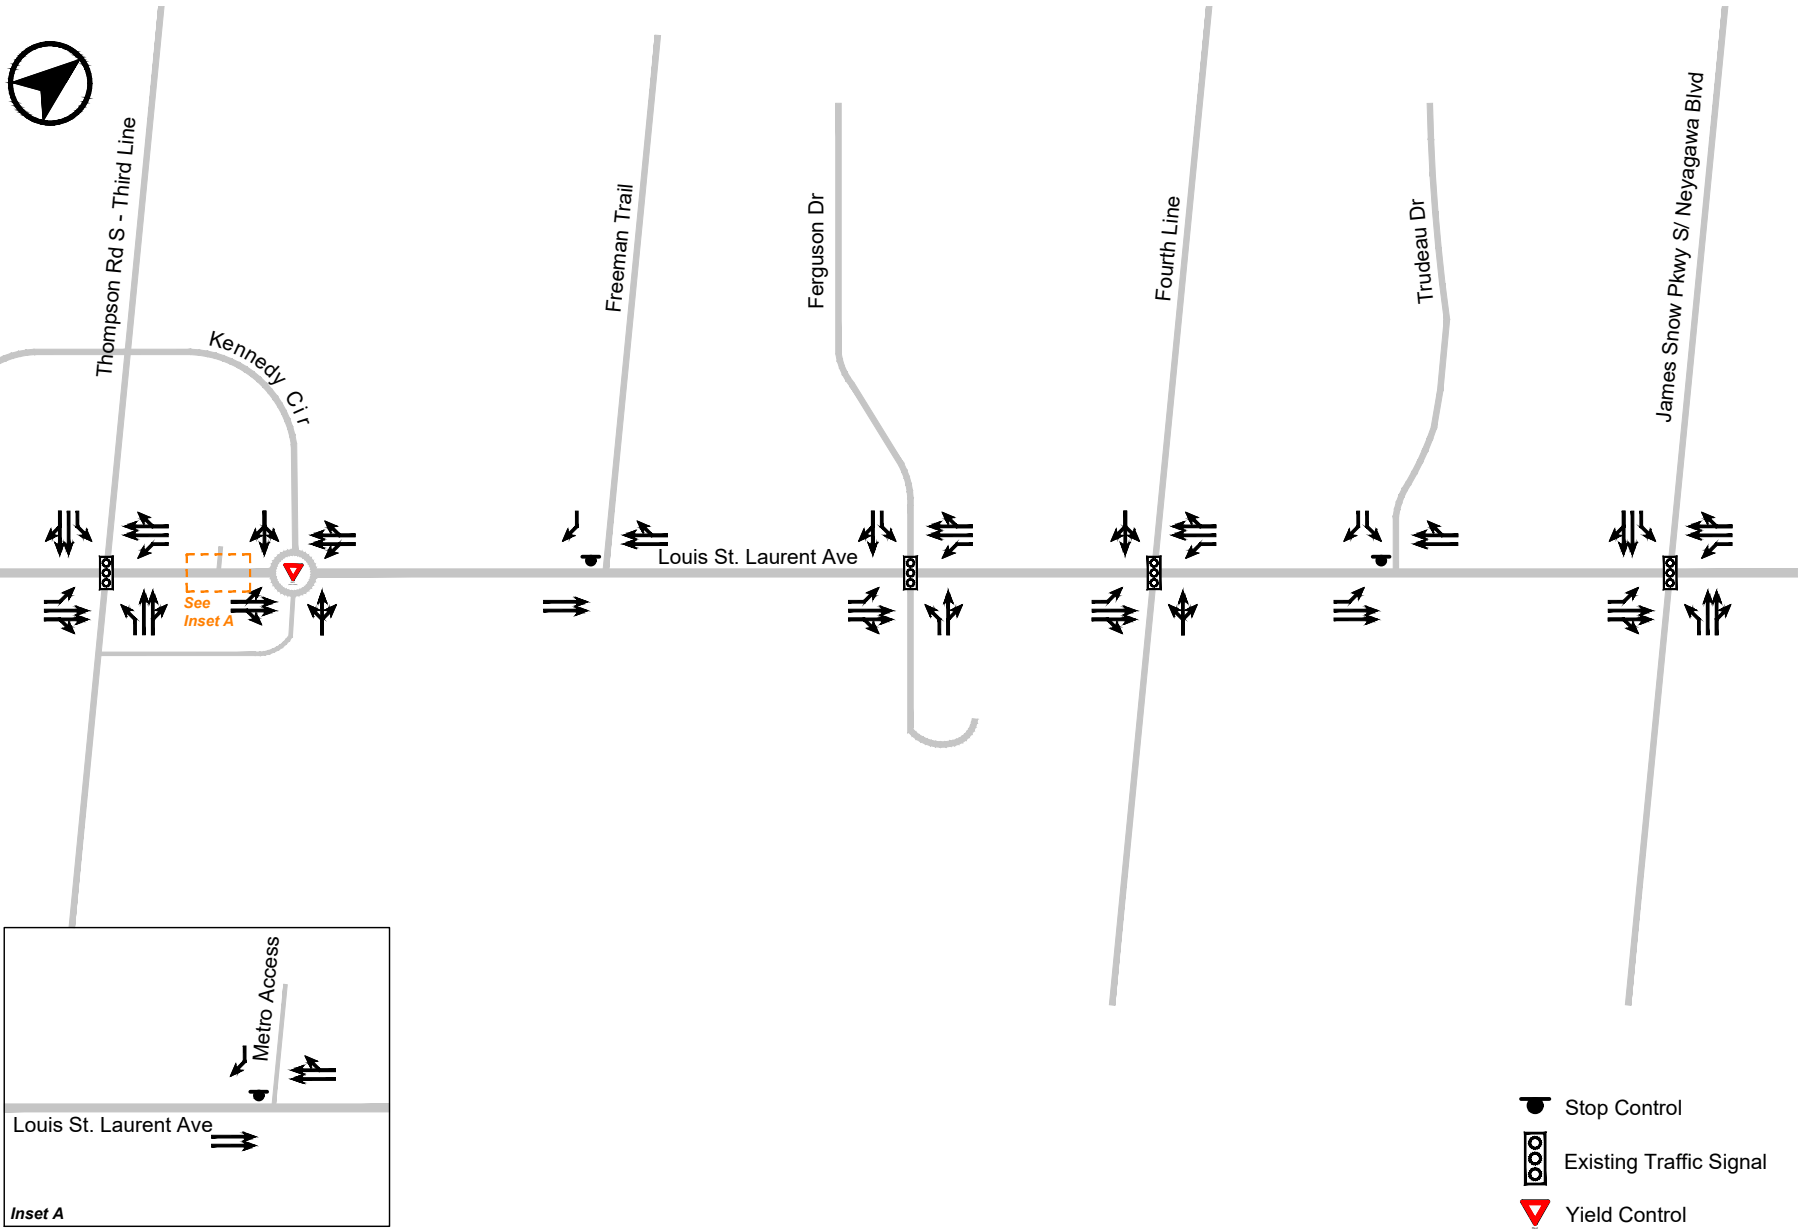 Thompson Rd S - Third Line
Kennedy Cir
Freeman Trail
Ferguson Dr
Fourth Line
Trudeau Dr
James Snow Pkwy S/ Neyagawa Blvd
Louis St. Laurent Ave
See
Inset A
Metro Access
Louis St. Laurent Ave
Inset A
Stop Control
Existing Traffic Signal
Yield Control